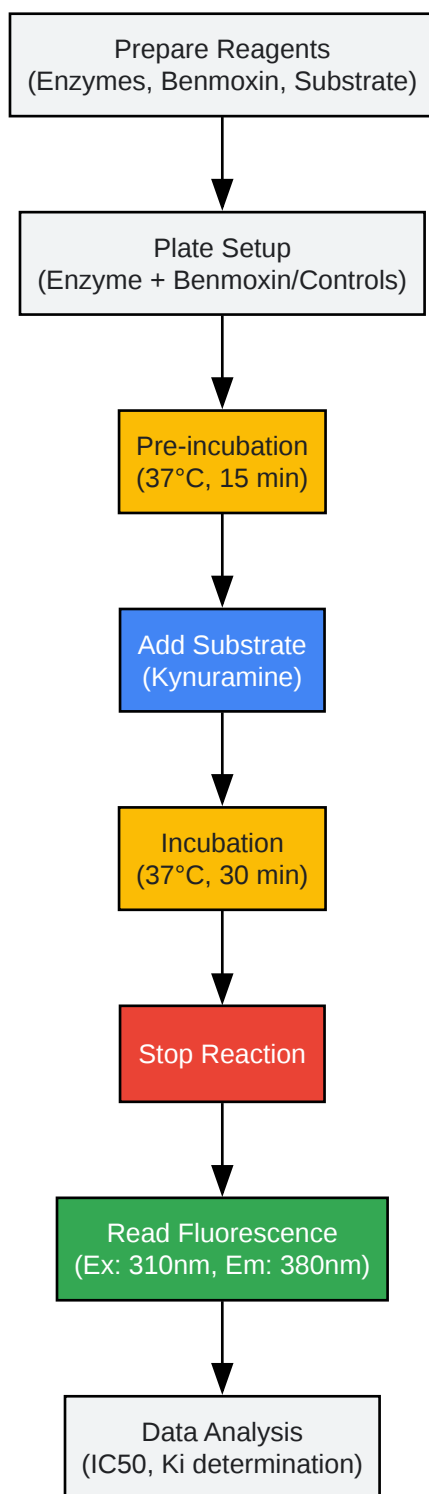 Prepare Reagents
(Enzymes, Benmoxin, Substrate)
Plate Setup
(Enzyme + Benmoxin/Controls)
Pre-incubation
(37°C, 15 min)
Add Substrate
(Kynuramine)
Incubation
(37°C, 30 min)
Stop Reaction
Read Fluorescence
(Ex: 310nm, Em: 380nm)
Data Analysis
(IC50, Ki determination)